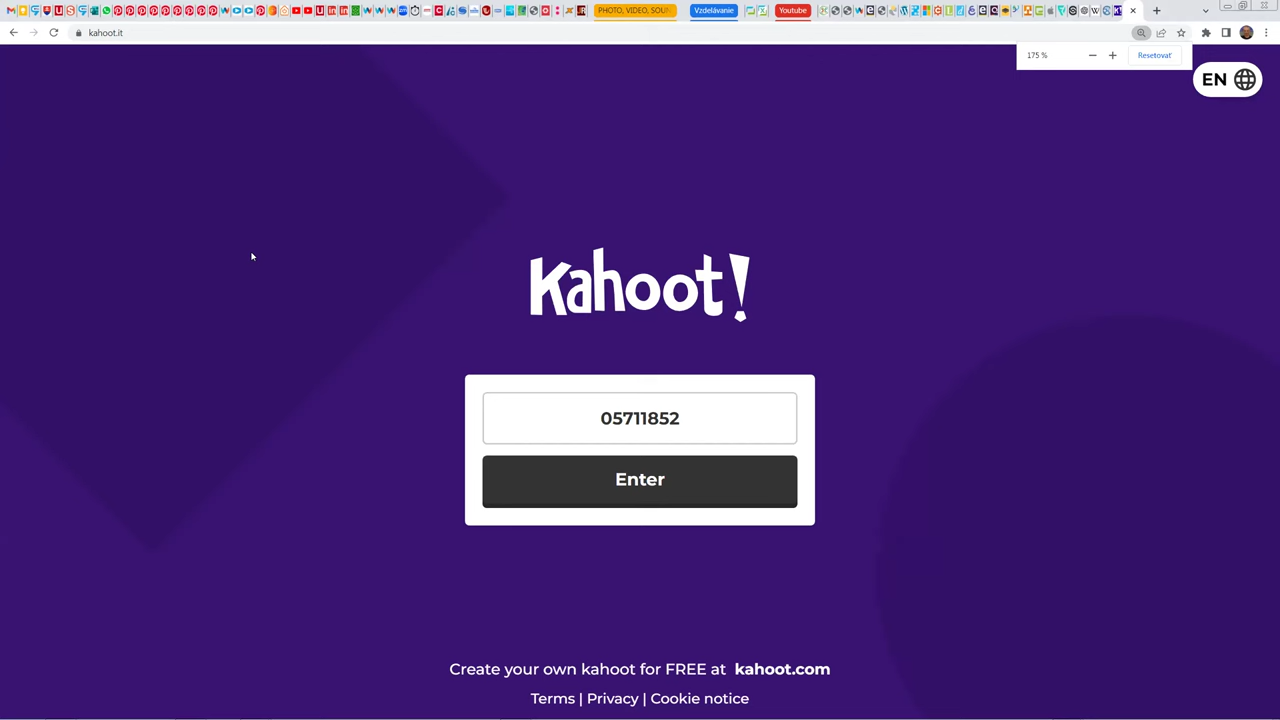 PHOTO, VIDEO, SOUN
Vzdelávanie
Youtube
kahoot.it
175 %
Resetovať
EN
Kahoot!
05711852
Enter
Create your own kahoot for FREE at kahoot.com
Terms | Privacy | Cookie notice